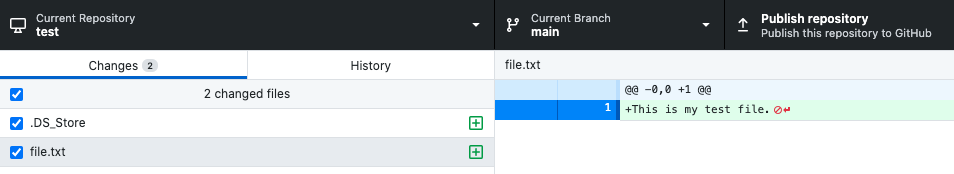 Current Repository
test
Current Branch
main
Publish repository
Publish this repository to GitHub
Changes 2
History
2 changed files
.DS_Store
file.txt
file.txt
@@ -0,0 +1 @@
1 +This is my test file.